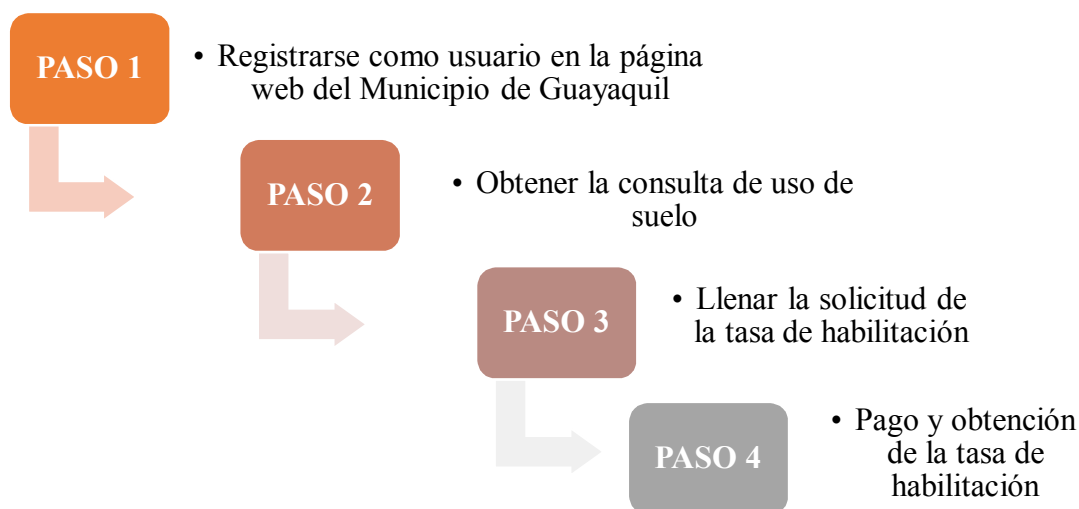 PASO 1
• Registrarse como usuario en la página
web del Municipio de Guayaquil
PASO 2
• Obtener la consulta de uso de
suelo
PASO 3
• Llenar la solicitud de
la tasa de habilitación
PASO 4
• Pago y obtención
de la tasa de
habilitación